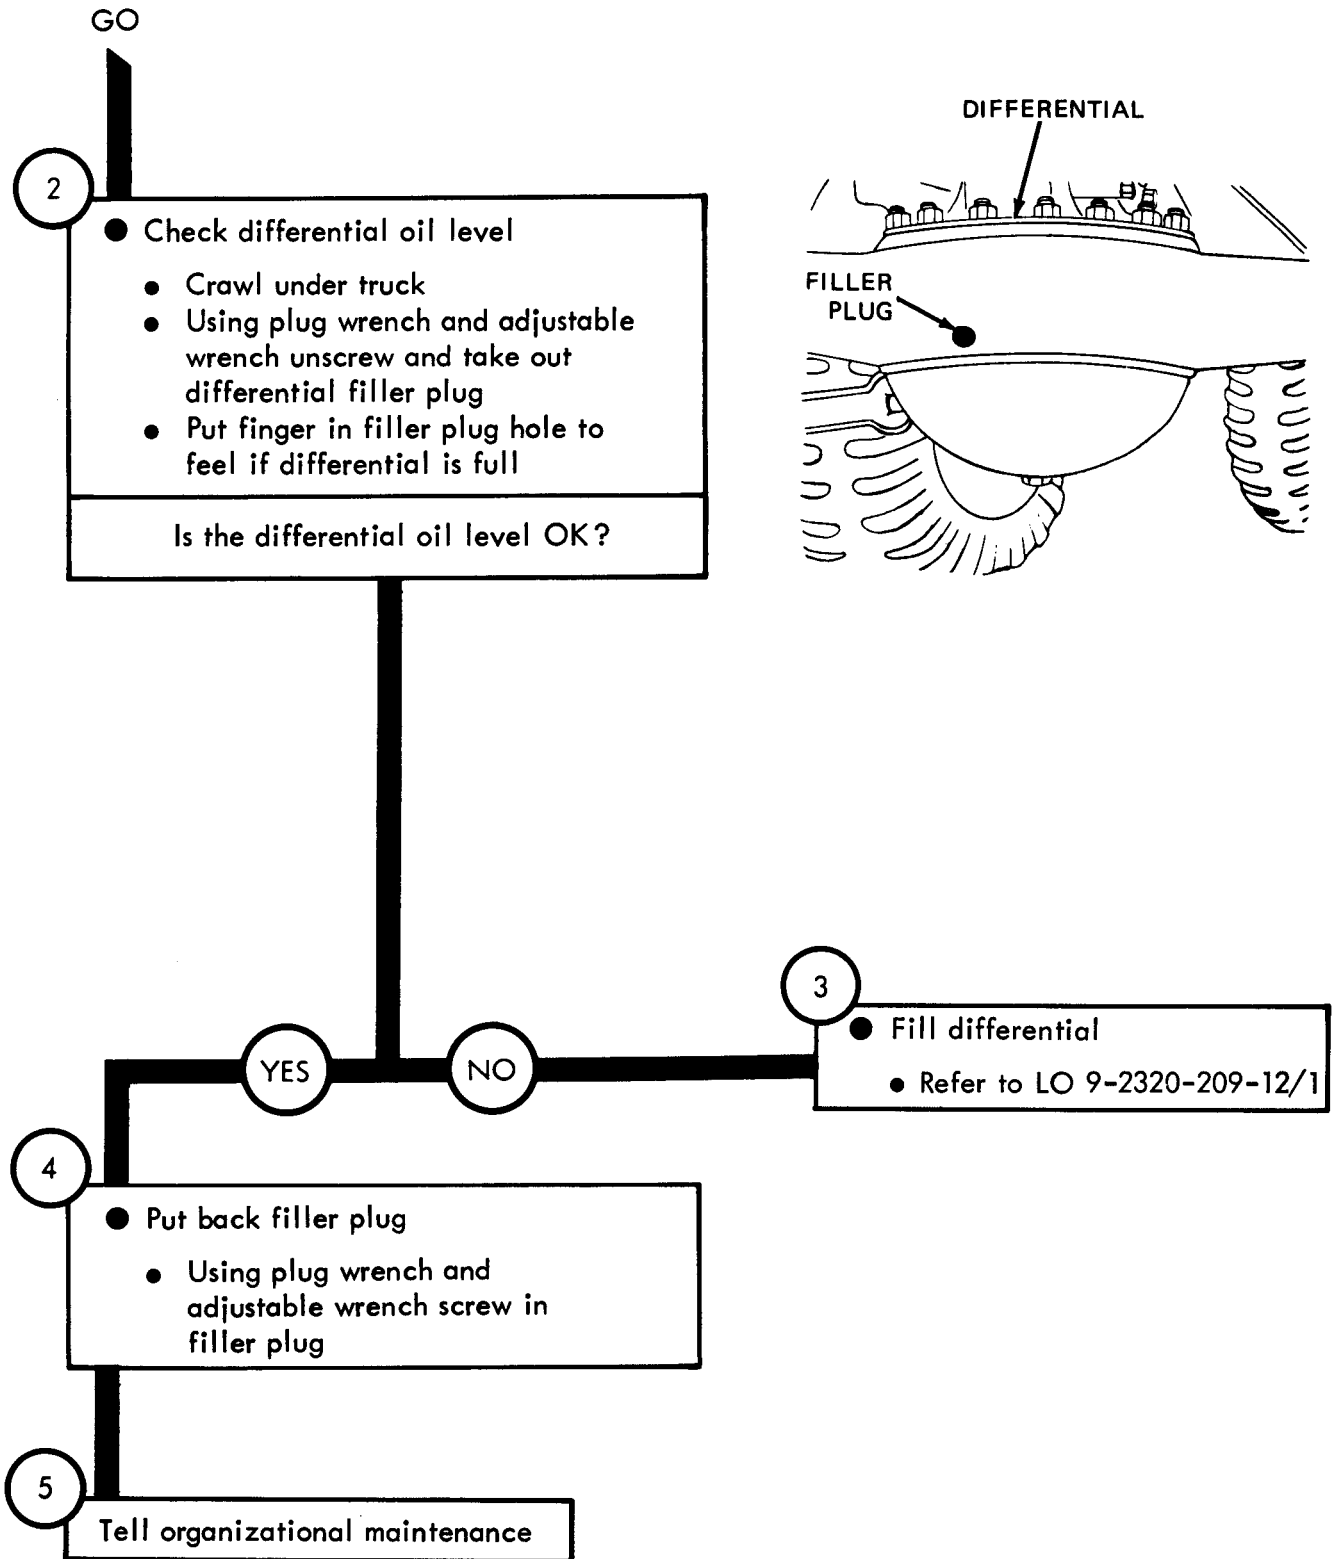 GO
2
● Check differential oil level
● Crawl under truck
● Using plug wrench and adjustable
wrench unscrew and take out
differential filler plug
● Put finger in filler plug hole to
feel if differential is full
Is the differential oil level OK?
DIFFERENTIAL
FILLER
PLUG
YES
NO
3
● Fill differential
● Refer to LO 9-2320-209-12/1
4
● Put back filler plug
● Using plug wrench and
adjustable wrench screw in
filler plug
5
Tell organizational maintenance